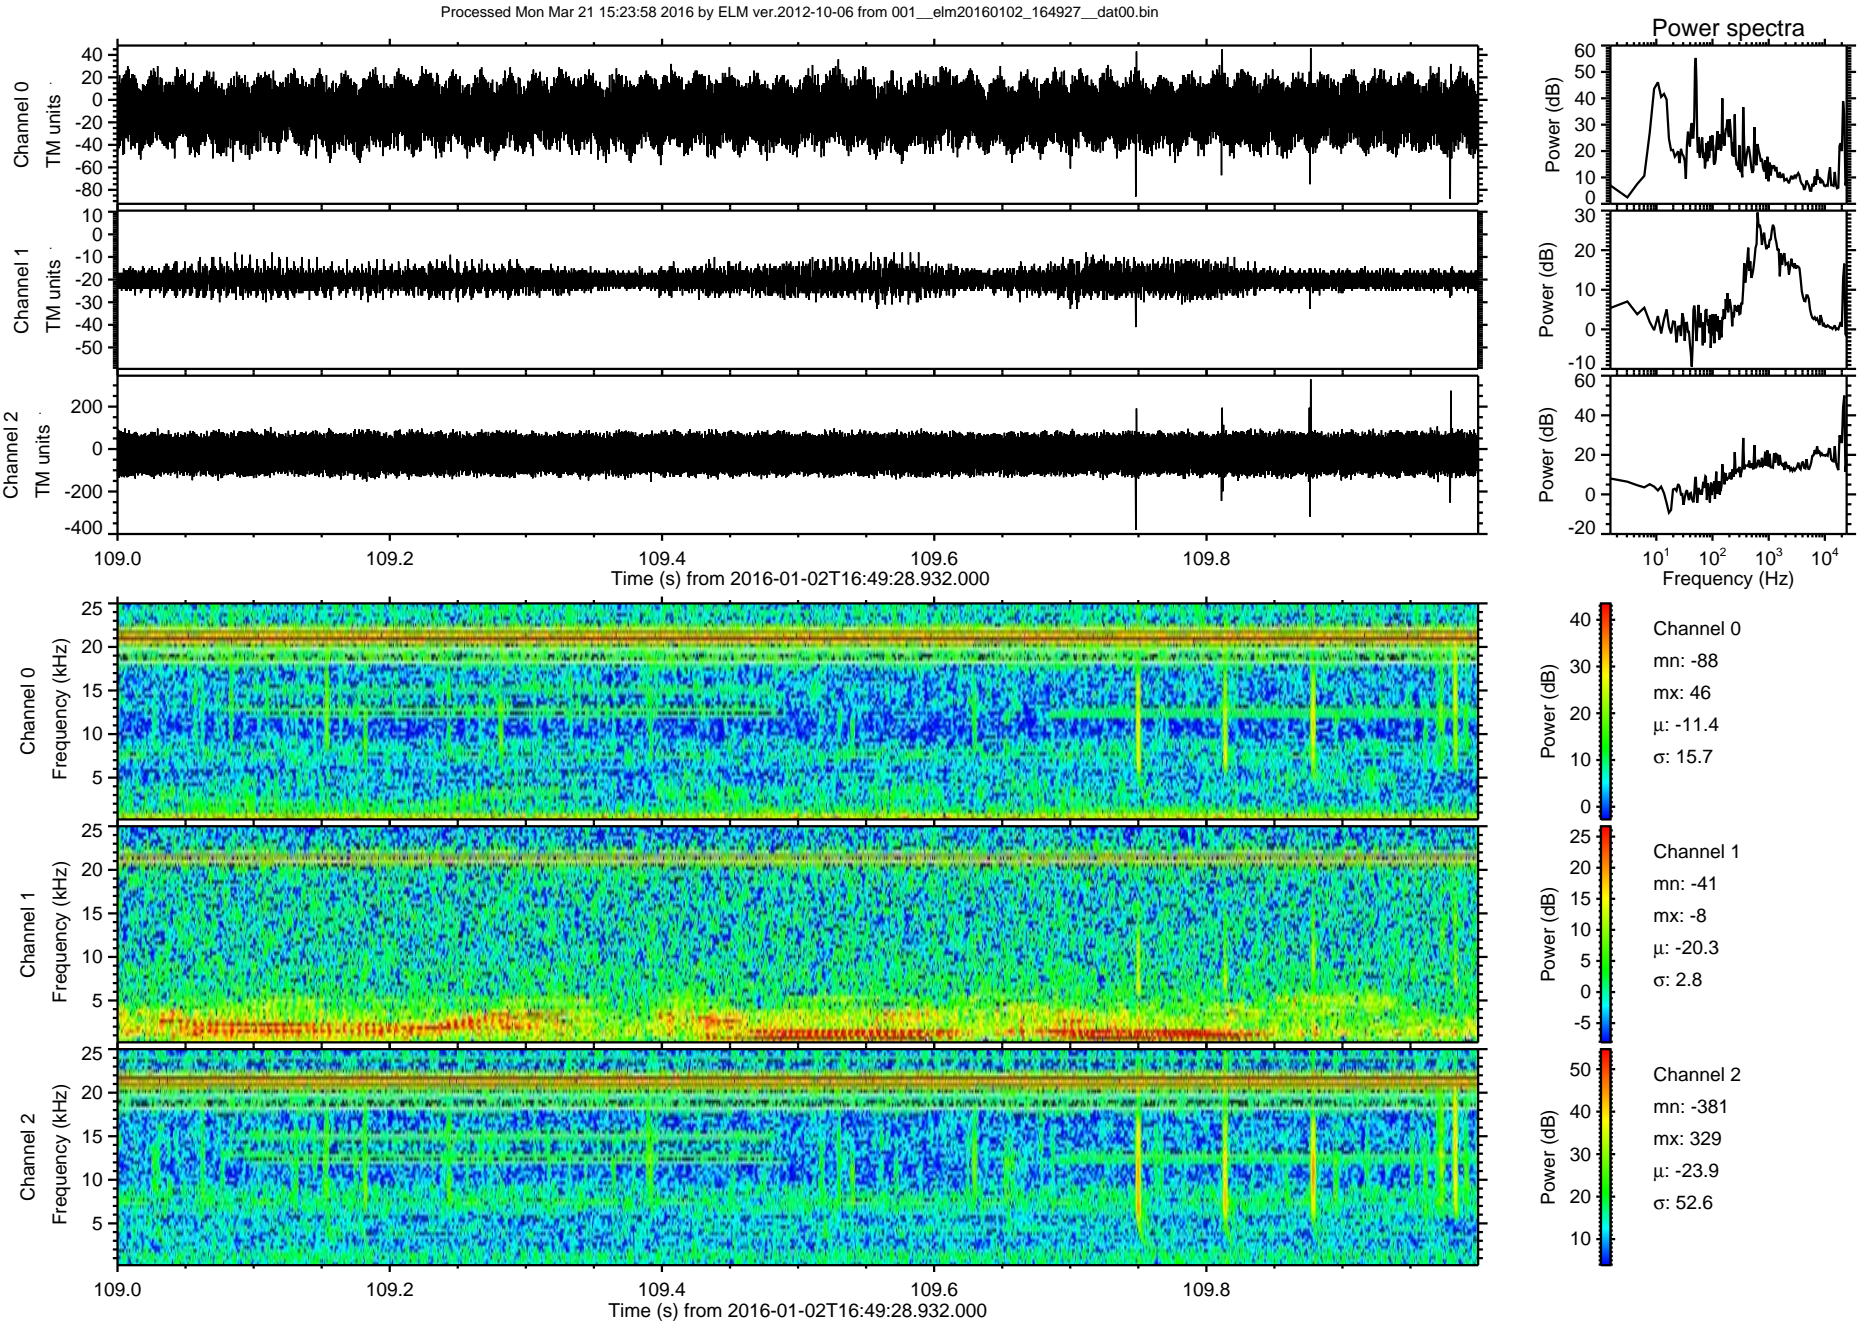 Processed Mon Mar 21 15:23:58 2016 by ELM ver.2012-10-06 from 001__elm20160102_164927__dat00.bin
Power spectra
Channel 0
TM units
40
20
0
-20
-40
-60
-80
Power (dB)
60
50
40
30
20
10
0
Channel 1
TM units
10
0
-10
-20
-30
-40
-50
Power (dB)
30
20
10
0
-10
Channel 2
TM units
200
0
-200
-400
Power (dB)
60
40
20
0
-20
109.0 109.2 109.4 109.6 109.8
Time (s) from 2016-01-02T16:49:28.932.000
10^1 10^2 10^3 10^4
Frequency (Hz)
Channel 0
Frequency (kHz)
25
20
15
10
5
Power (dB)
40
30
20
10
0
Channel 0
mn: -88
mx: 46
μ: -11.4
σ: 15.7
Channel 1
Frequency (kHz)
25
20
15
10
5
Power (dB)
25
20
15
10
5
0
-5
Channel 1
mn: -41
mx: -8
μ: -20.3
σ: 2.8
Channel 2
Frequency (kHz)
25
20
15
10
5
Power (dB)
50
40
30
20
10
Channel 2
mn: -381
mx: 329
μ: -23.9
σ: 52.6
109.0 109.2 109.4 109.6 109.8
Time (s) from 2016-01-02T16:49:28.932.000